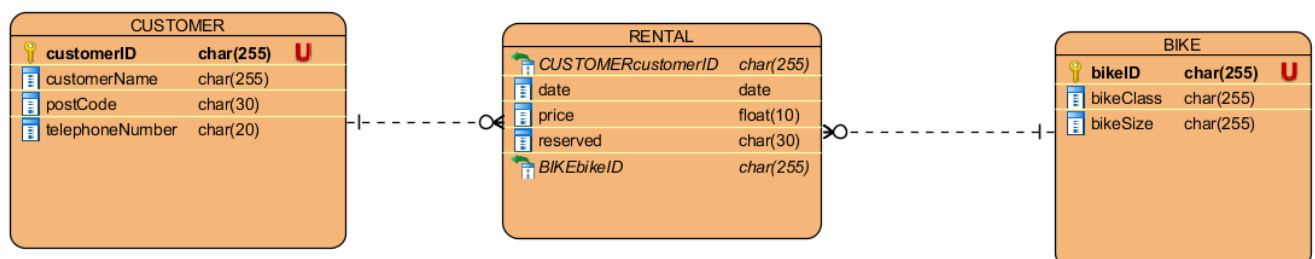 CUSTOMER
customerID char(255) U
customerName char(255)
postCode char(30)
telephoneNumber char(20)
RENTAL
CUSTOMERcustomerID char(255)
date date
price float(10)
reserved char(30)
BIKEbikeID char(255)
BIKE
bikeID char(255) U
bikeClass char(255)
bikeSize char(255)